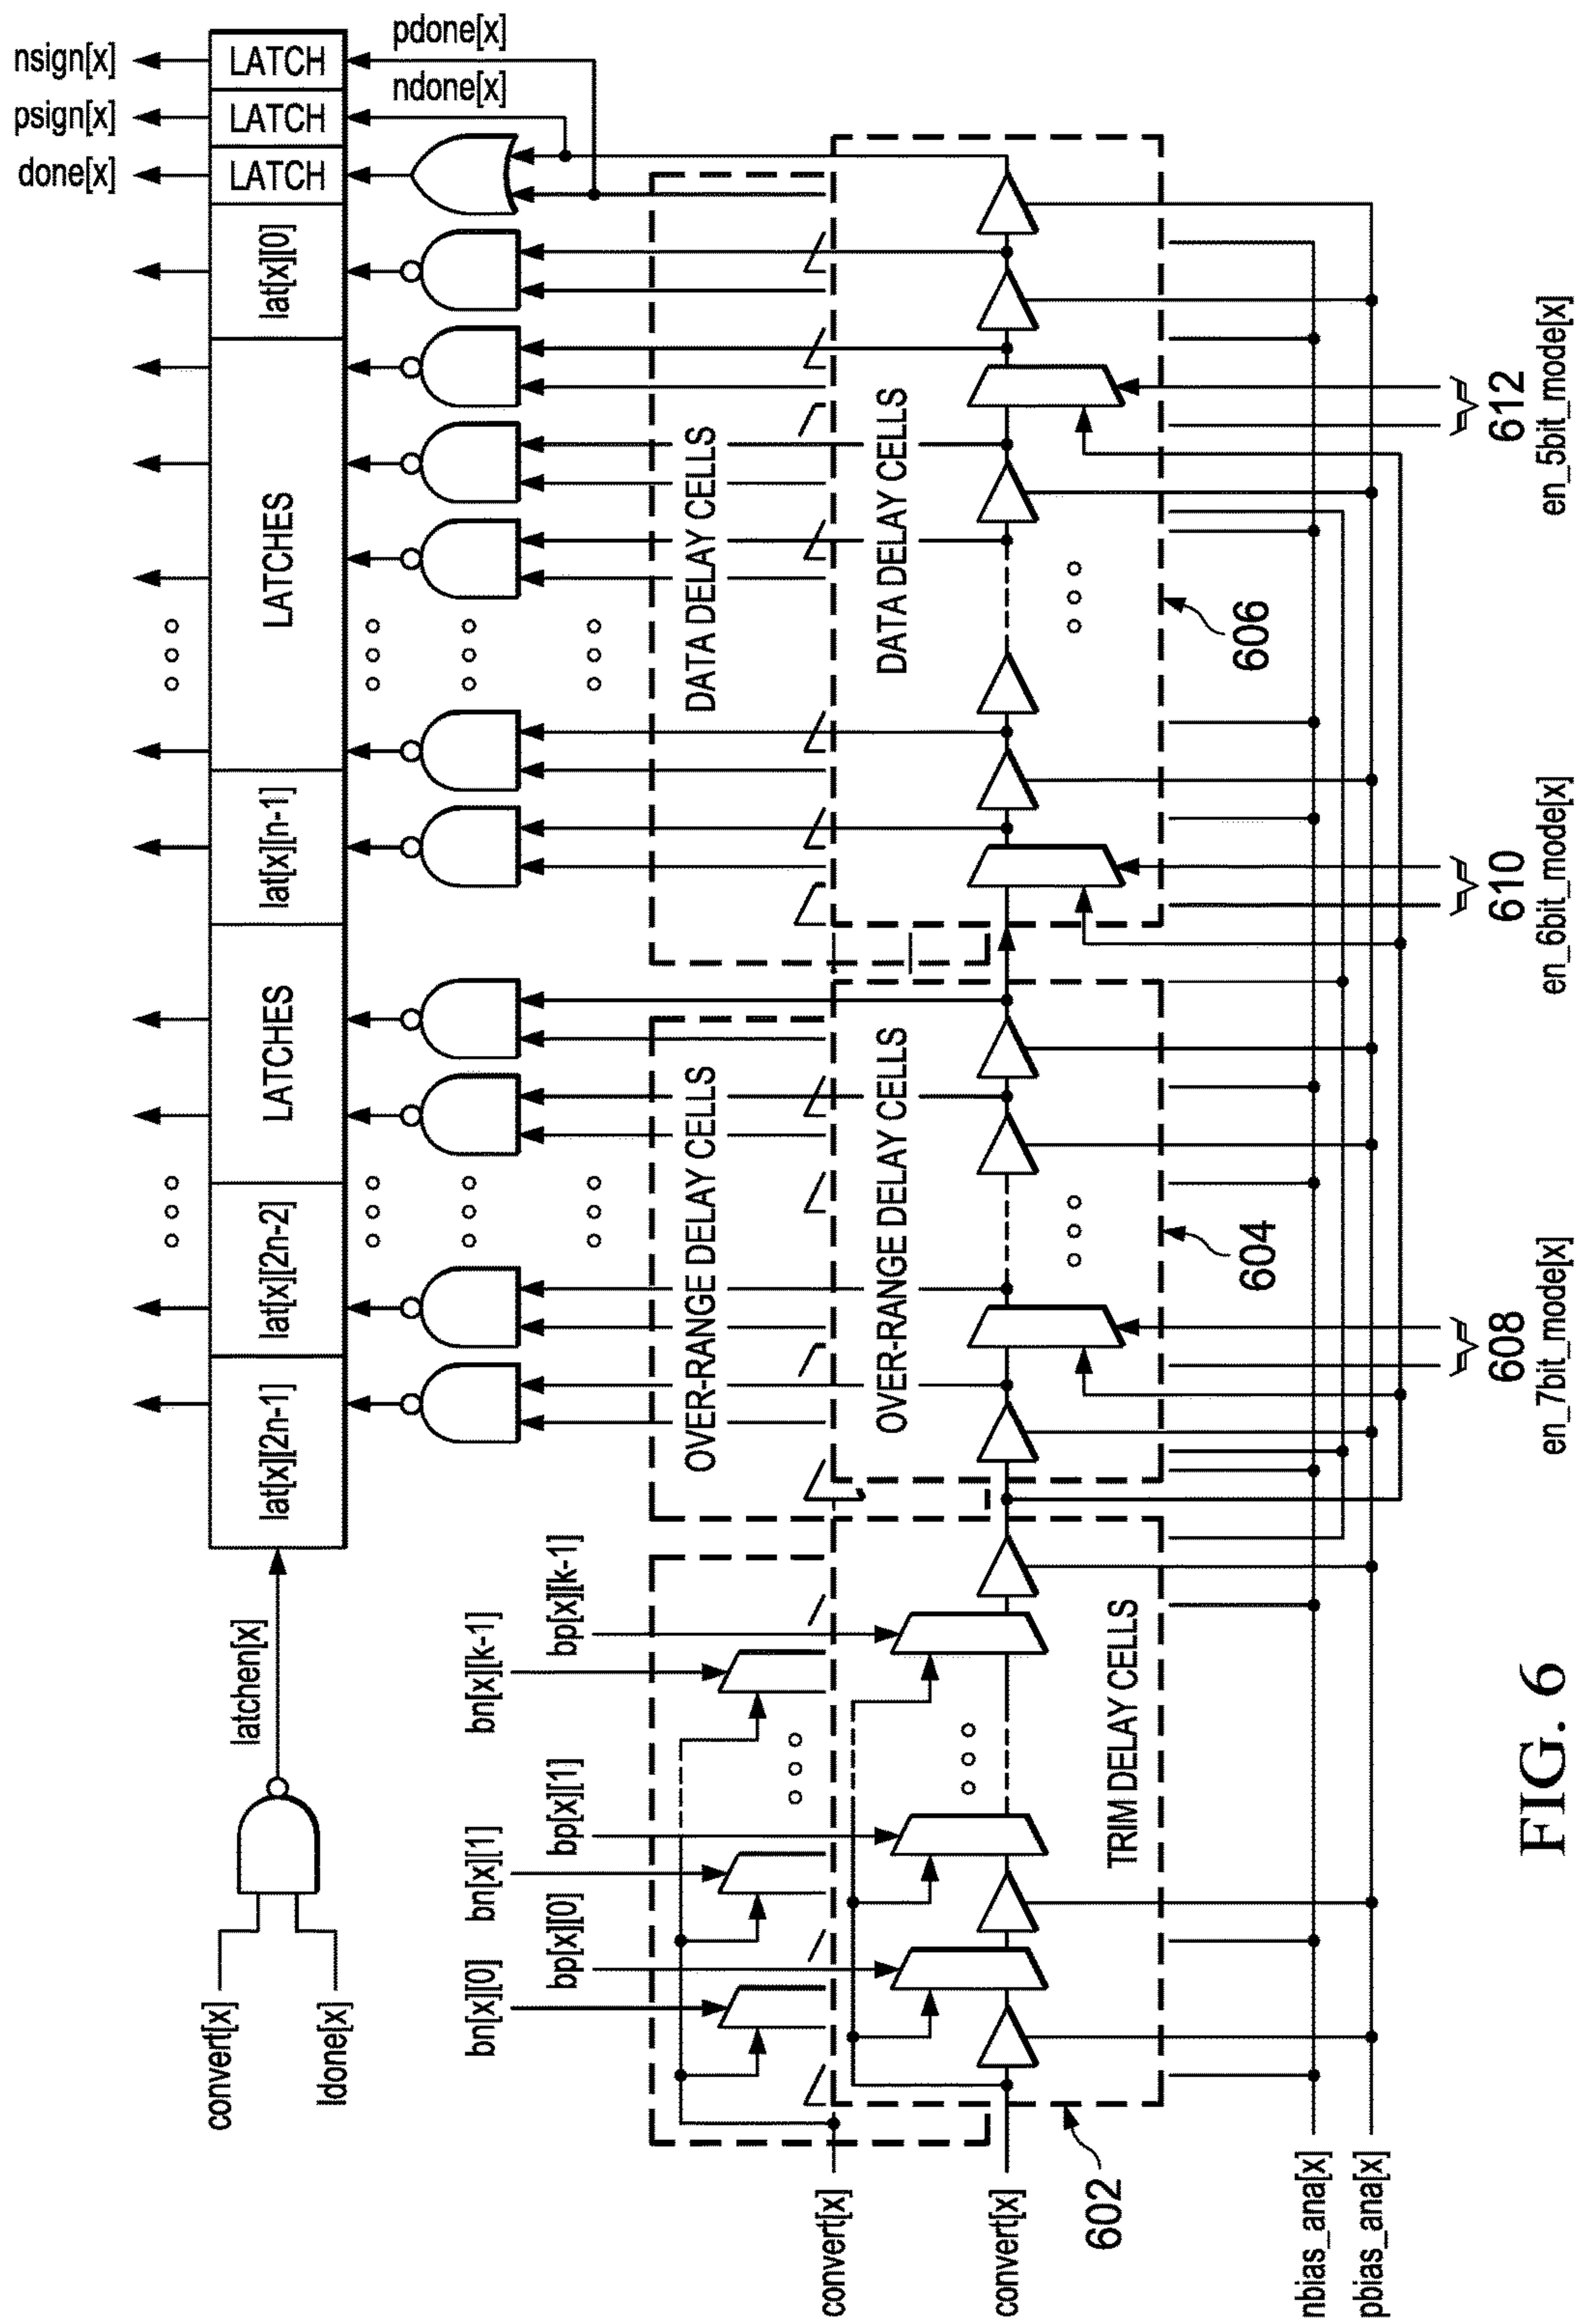 nsign[x]
psign[x]
done[x]
LATCH
LATCH
LATCH
lat[x][0]
LATCHES
lat[x][n-1]
LATCHES
lat[x][2n-2]
lat[x][2n-1]
pdone[x]
ndone[x]
latchen[x]
convert[x]
ldone[x]
DATA DELAY CELLS
DATA DELAY CELLS
OVER-RANGE DELAY CELLS
OVER-RANGE DELAY CELLS
TRIM DELAY CELLS
bn[x][k-1]
bp[x][k-1]
bn[x][1]
bp[x][1]
bn[x][0]
bp[x][0]
convert[x]
convert[x]
602
604
606
608
en_7bit_mode[x]
610
en_6bit_mode[x]
612
en_5bit_mode[x]
nbias_ana[x]
pbias_ana[x]
FIG. 6